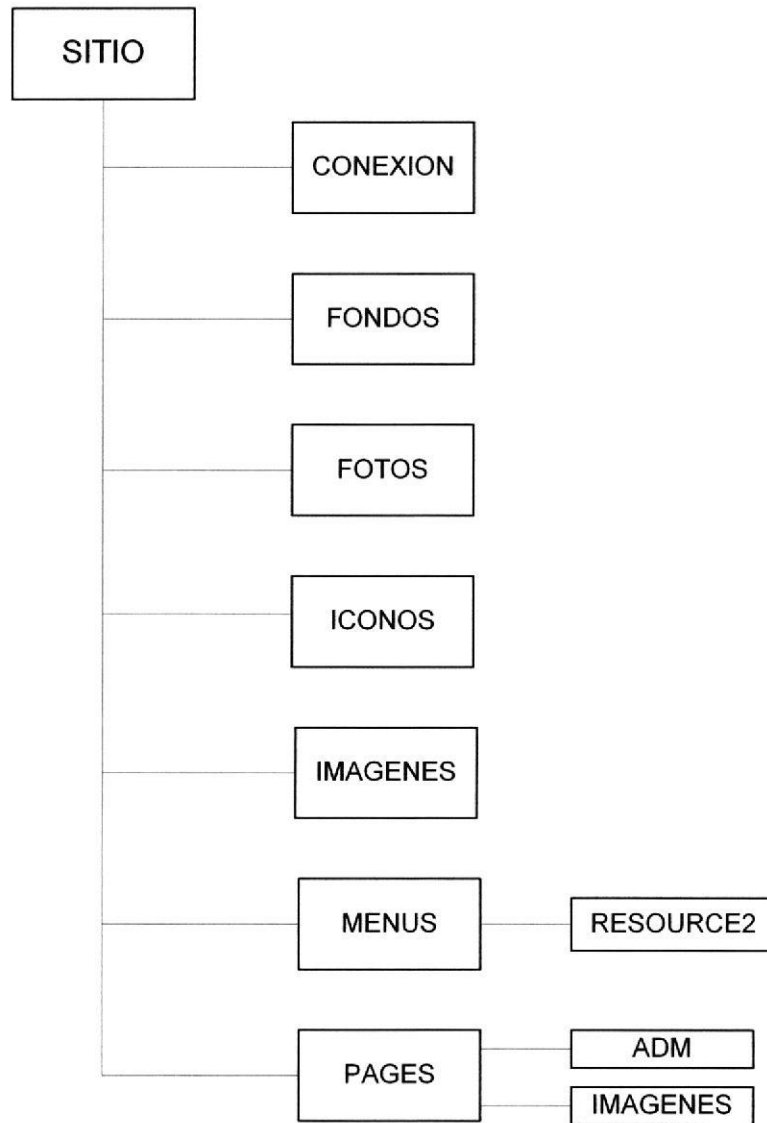 SITIO
CONEXION
FONDOS
FOTOS
ICONOS
IMAGENES
MENUS
RESOURCE2
PAGES
ADM
IMAGENES